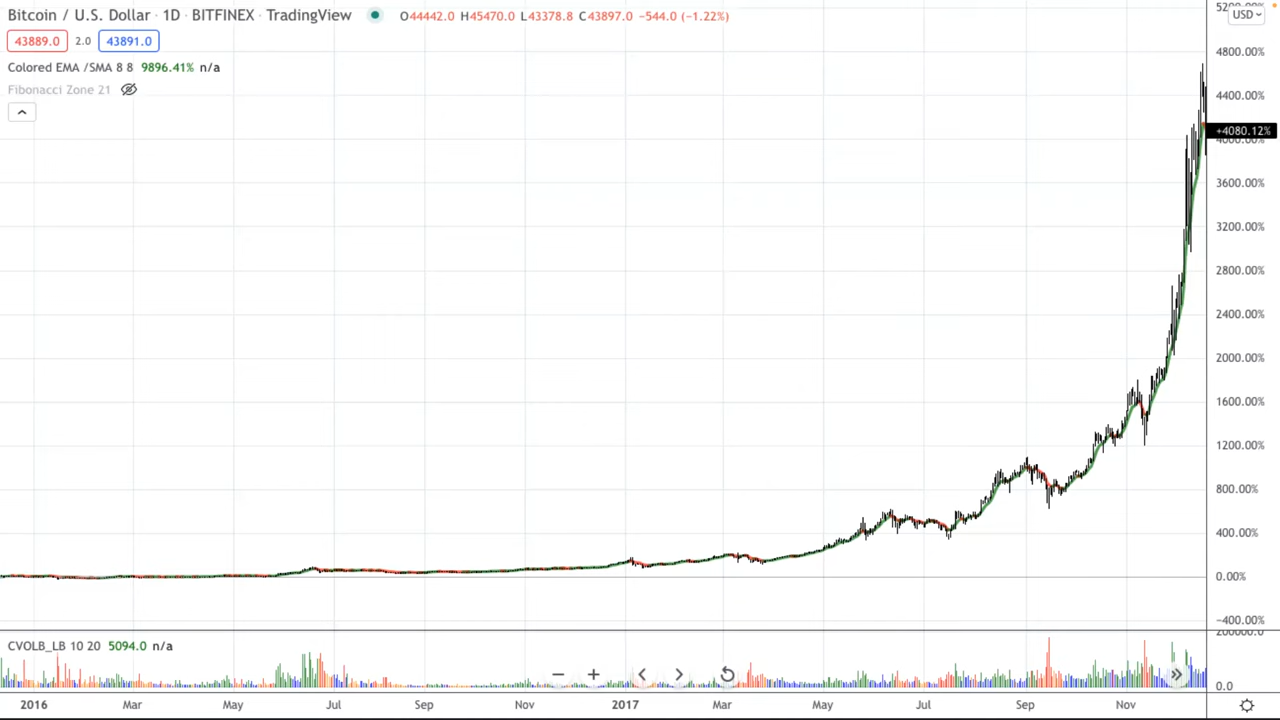 Bitcoin / U.S. Dollar · 1D · BITFINEX · TradingView O44442.0 H45470.0 L43378.8 C43897.0 −544.0 (−1.22%)
43889.0 2.0 43891.0
Colored EMA /SMA 8 8 9896.41% n/a
Fibonacci Zone 21
5200.00%
USD
4800.00%
4400.00%
+4080.12%
4000.00%
3600.00%
3200.00%
2800.00%
2400.00%
2000.00%
1600.00%
1200.00%
800.00%
400.00%
0.00%
−400.00%
200000.0
CVOLB_LB 10 20 5094.0 n/a
0.0
2016 Mar May Jul Sep Nov 2017 Mar May Jul Sep Nov